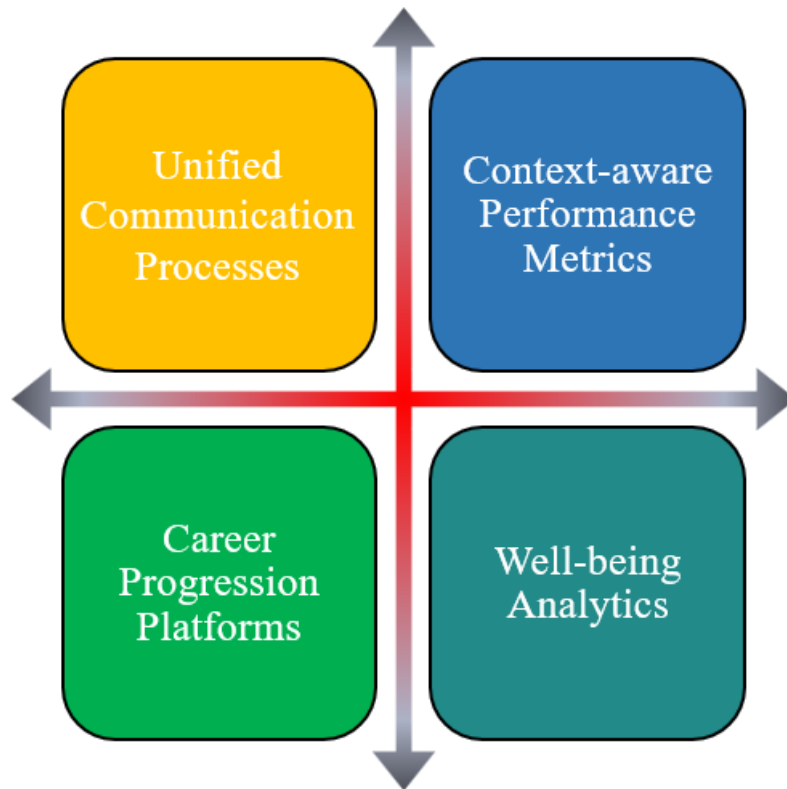 Unified
Communication
Processes
Context-aware
Performance
Metrics
Career
Progression
Platforms
Well-being
Analytics